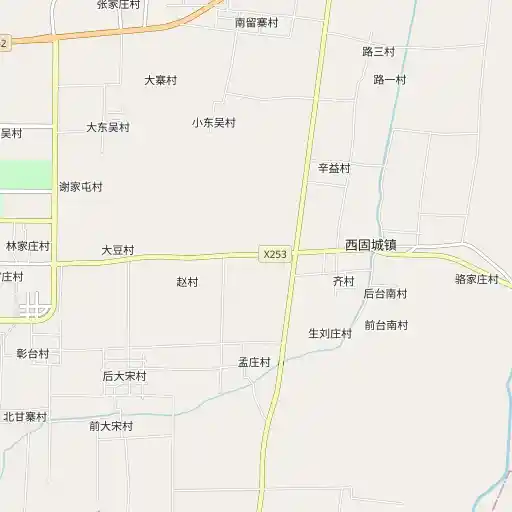 张家庄村
南留寨村
2
路三村
大寨村
路一村
小东吴村
大东吴村
吴村
辛益村
谢家屯村
林家庄村
大豆村
X253
西固城镇
庄村
赵村
齐村
骆家庄村
后台南村
生刘庄村
前台南村
彰台村
孟庄村
后大宋村
北甘寨村
前大宋村